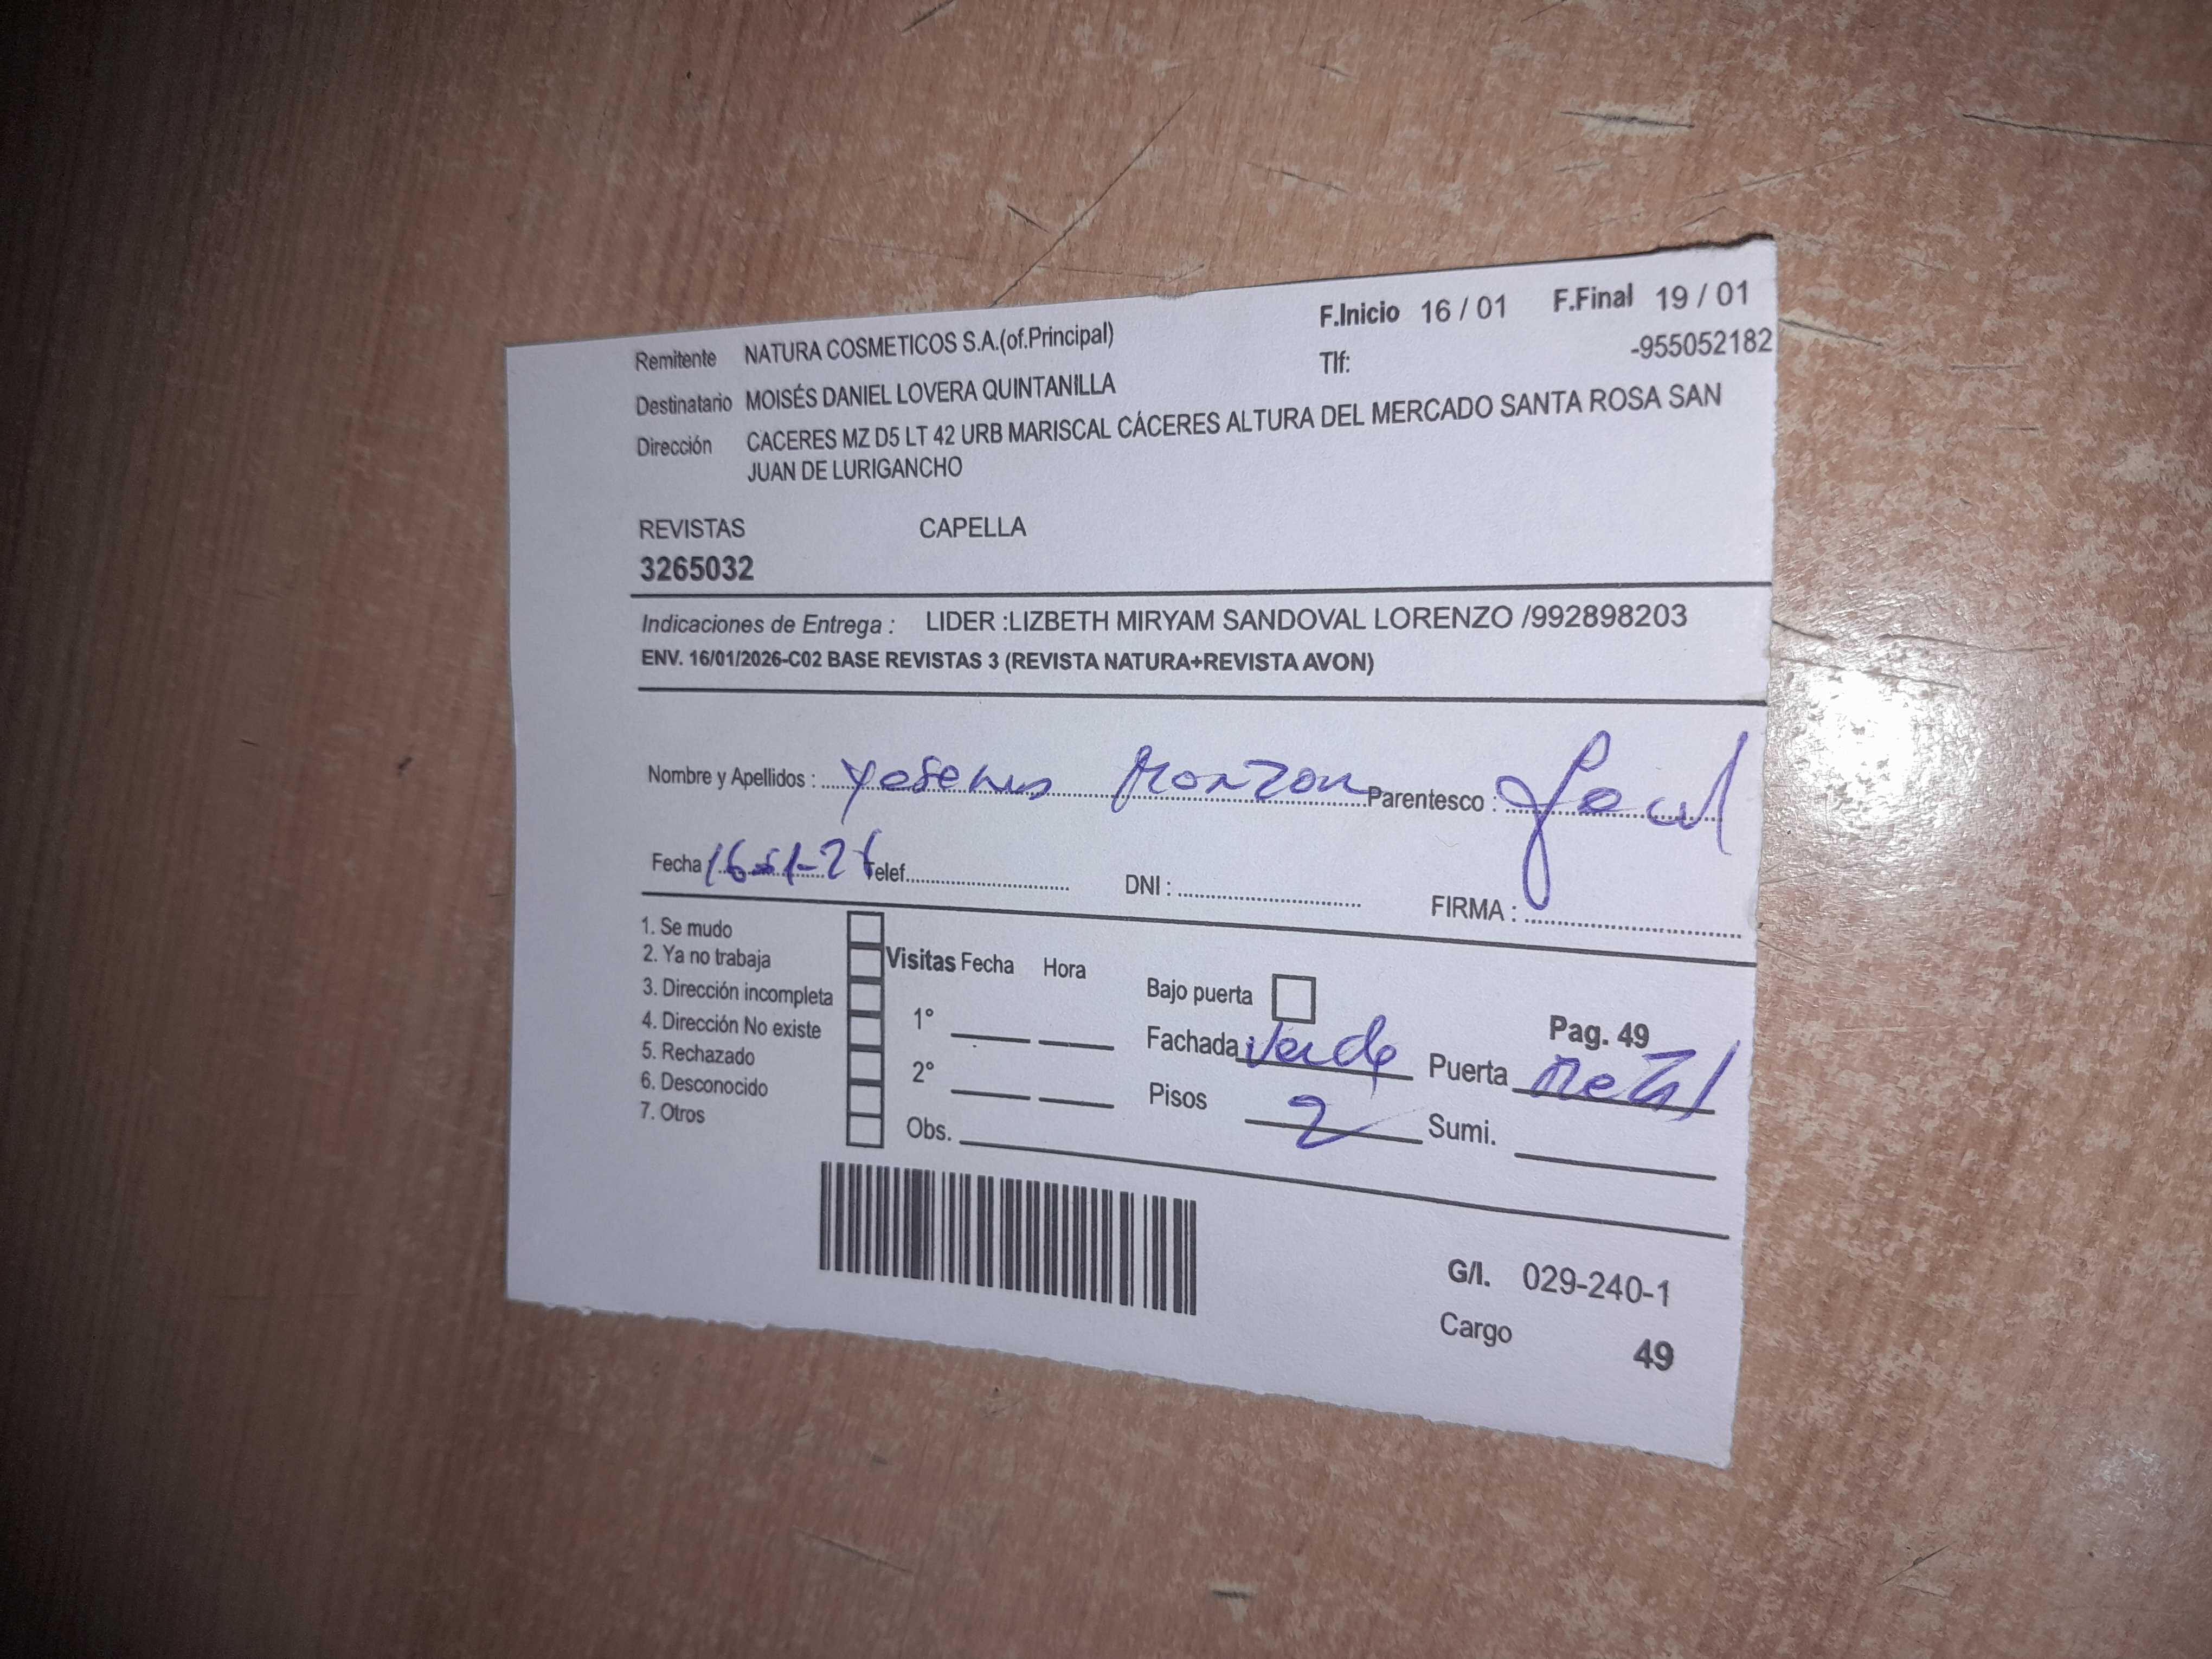 F.Inicio 16 / 01 F.Final 19 / 01
Remitente NATURA COSMETICOS S.A.(of.Principal)
Tlf: -955052182
Destinatario MOISÉS DANIEL LOVERA QUINTANILLA
Dirección CACERES MZ D5 LT 42 URB MARISCAL CÁCERES ALTURA DEL MERCADO SANTA ROSA SAN
JUAN DE LURIGANCHO
REVISTAS CAPELLA
3265032
Indicaciones de Entrega : LIDER :LIZBETH MIRYAM SANDOVAL LORENZO /992898203
ENV. 16/01/2026-C02 BASE REVISTAS 3 (REVISTA NATURA+REVISTA AVON)
Nombre y Apellidos : Monzon Parentesco :
Fecha 16-01-26 Telef. DNI : FIRMA :
1. Se mudo
2. Ya no trabaja
3. Dirección incompleta
4. Dirección No existe
5. Rechazado
6. Desconocido
7. Otros
Visitas Fecha Hora
1°
2°
Obs.
Bajo puerta
Pag. 49
Fachada Verde Puerta Metal
Pisos 2 Sumi.
G/I. 029-240-1
Cargo 49